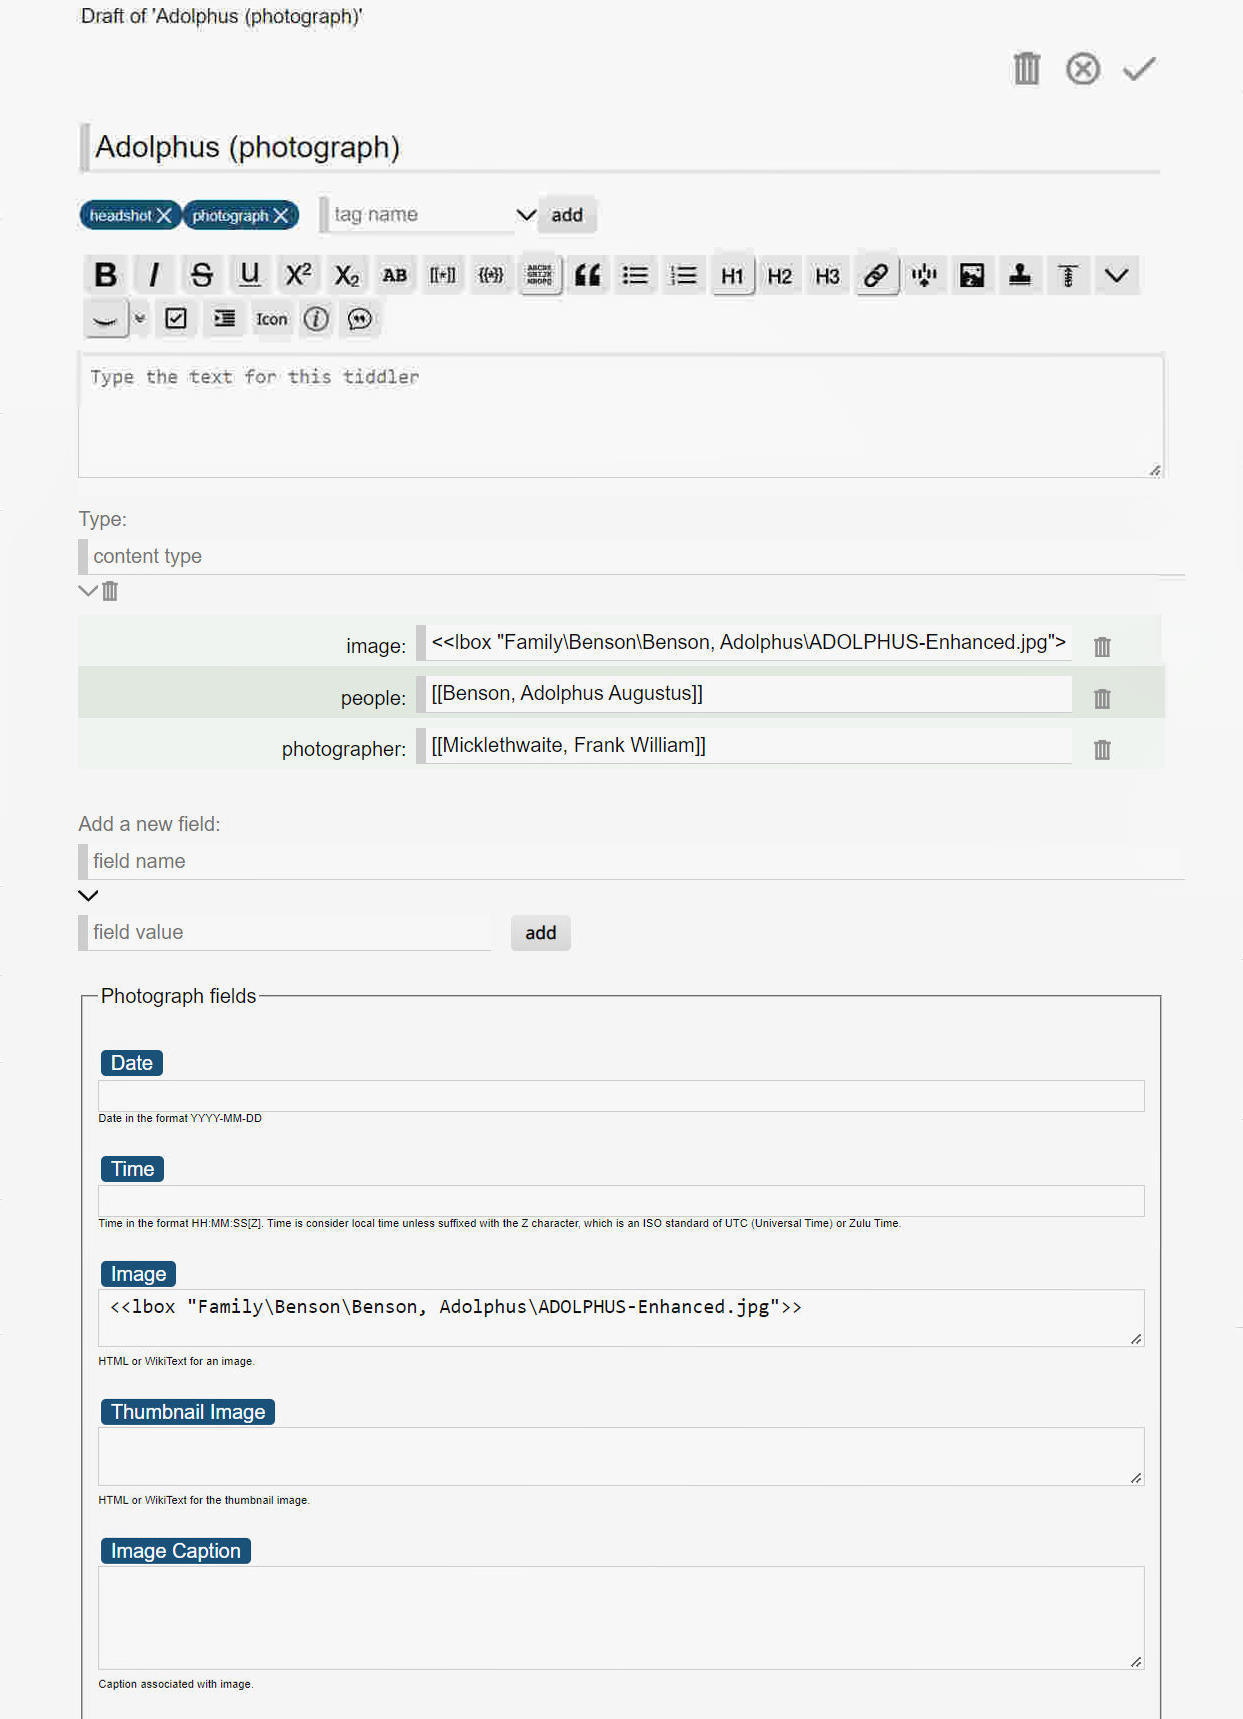 Draft of 'Adolphus (photograph)'
Adolphus (photograph)
headshot photograph tag name add
B I S U X² X₂ AB [[*]] {{*}} H1 H2 H3
Icon
Type the text for this tiddler
Type:
content type
image: <<lbox "Family\Benson\Benson, Adolphus\ADOLPHUS-Enhanced.jpg">
people: [[Benson, Adolphus Augustus]]
photographer: [[Micklethwaite, Frank William]]
Add a new field:
field name
field value add
Photograph fields
Date
Date in the format YYYY-MM-DD
Time
Time in the format HH:MM:SS[Z]. Time is consider local time unless suffixed with the Z character, which is an ISO standard of UTC (Universal Time) or Zulu Time.
Image
<<lbox "Family\Benson\Benson, Adolphus\ADOLPHUS-Enhanced.jpg">>
HTML or WikiText for an image.
Thumbnail Image
HTML or WikiText for the thumbnail image.
Image Caption
Caption associated with image.